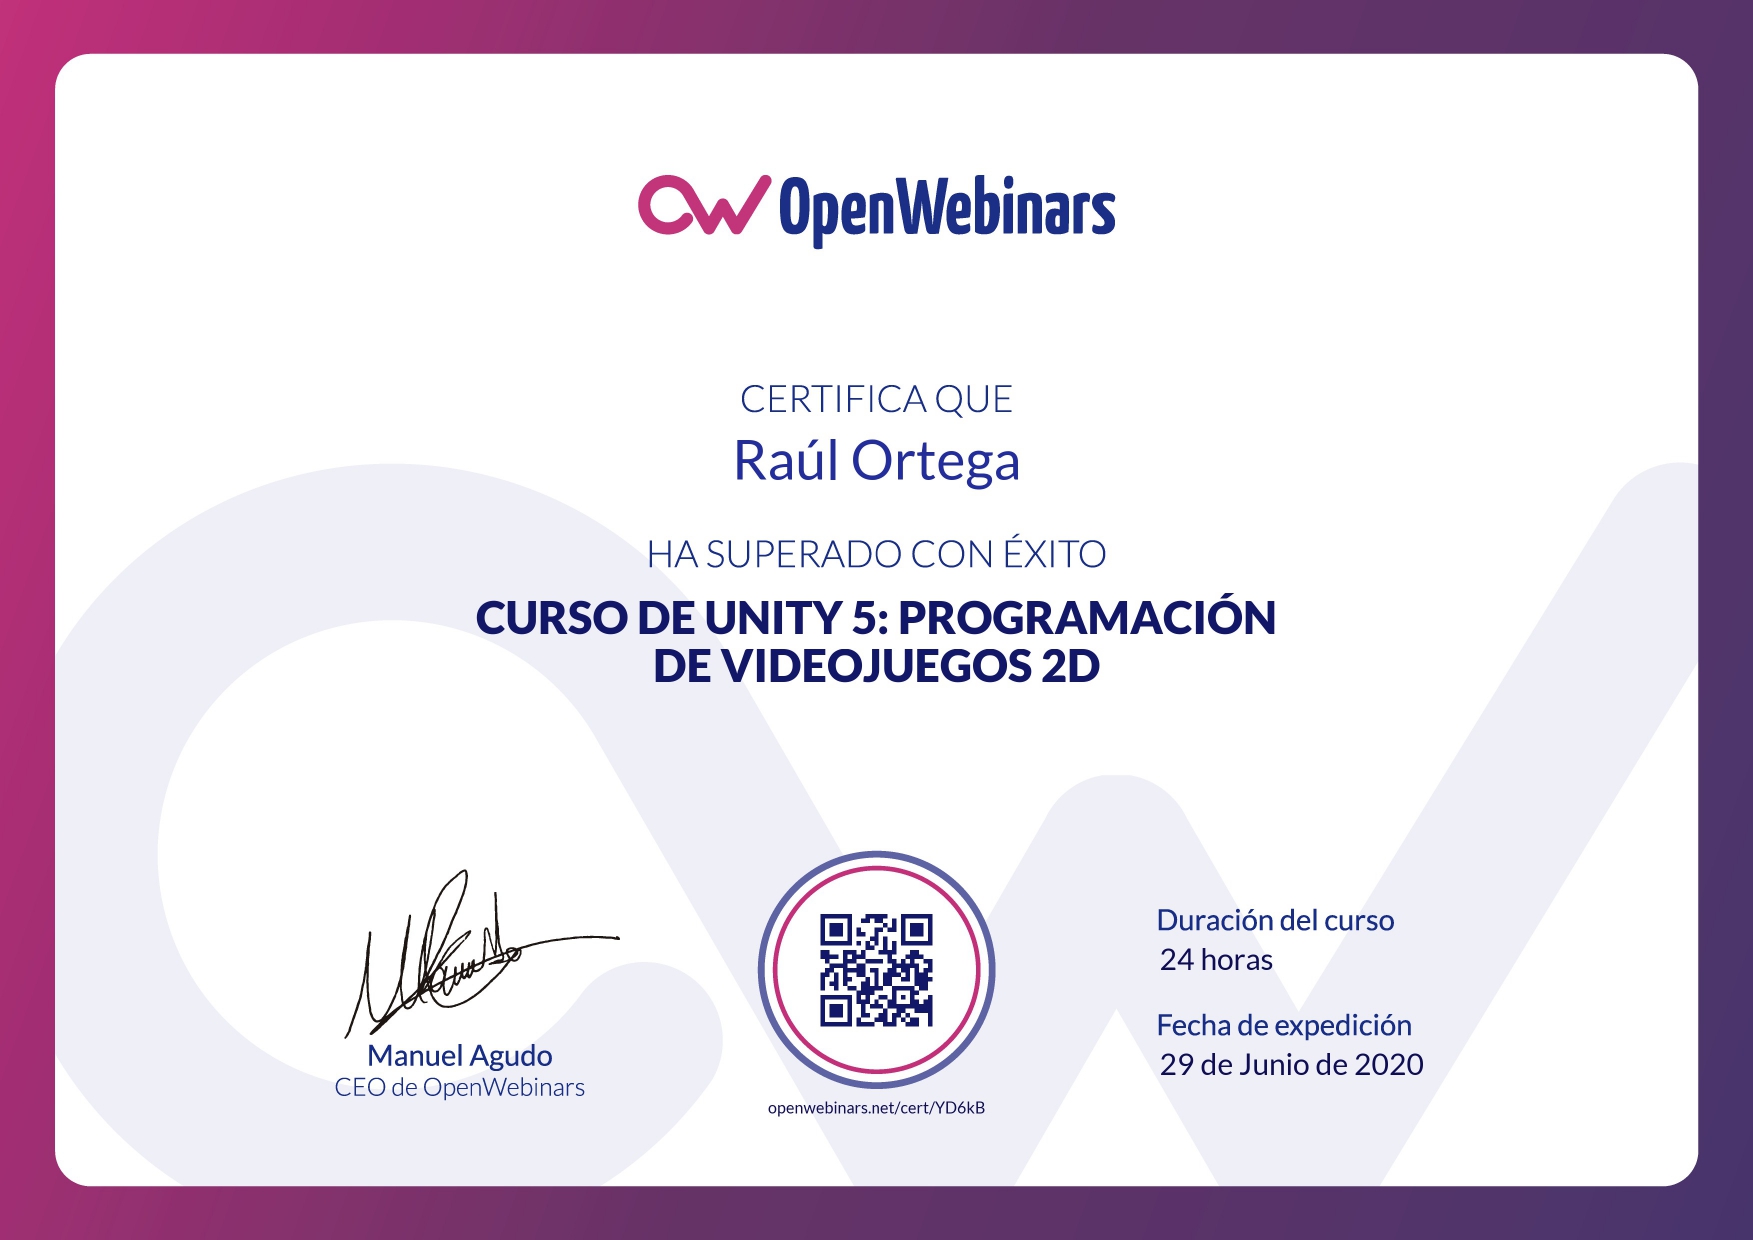 OpenWebinars
CERTIFICA QUE
Raúl Ortega
HA SUPERADO CON ÉXITO
CURSO DE UNITY 5: PROGRAMACIÓN
DE VIDEOJUEGOS 2D
Manuel Agudo
CEO de OpenWebinars
openwebinars.net/cert/YD6kB
Duración del curso
24 horas
Fecha de expedición
29 de Junio de 2020